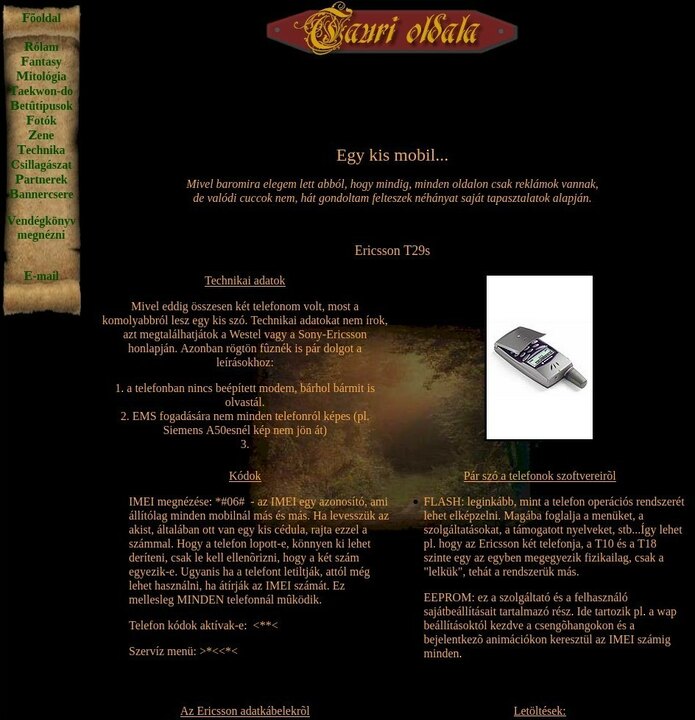 Tauri oldala
Fõoldal
Rólam
Fantasy
Mitológia
Taekwon-do
Betûtípusok
Fotók
Zene
Technika
Csillagászat
Partnerek
Bannercsere
Vendégkönyv
megnézni
E-mail
Egy kis mobil...
Mivel baromira elegem lett abból, hogy mindig, minden oldalon csak reklámok vannak,
de valódi cuccok nem, hát gondoltam felteszek néhányat saját tapasztalatok alapján.
Ericsson T29s
Technikai adatok
Mivel eddig összesen két telefonom volt, most a
komolyabbról lesz egy kis szó. Technikai adatokat nem írok,
azt megtalálhatjátok a Westel vagy a Sony-Ericsson
honlapján. Azonban rögtön fûznék is pár dolgot a
leírásokhoz:
1. a telefonban nincs beépített modem, bárhol bármit is
olvastál.
2. EMS fogadására nem minden telefonról képes (pl.
Siemens A50esnél kép nem jön át)
3.
Kódok
IMEI megnézése: *#06#  - az IMEI egy azonosító, ami
állítólag minden mobilnál más és más. Ha levesszük az
akist, általában ott van egy kis cédula, rajta ezzel a
számmal. Hogy a telefon lopott-e, könnyen ki lehet
deríteni, csak le kell ellenõrizni, hogy a két szám
egyezik-e. Ugyanis ha a telefont letiltják, attól még
lehet használni, ha átírják az IMEI számát. Ez
mellesleg MINDEN telefonnál mûködik.
Telefon kódok aktívak-e:  <**<
Szervíz menü: >*<<*<
Pár szó a telefonok szoftvereirõl
FLASH: leginkább, mint a telefon operációs rendszerét
lehet elképzelni. Magába foglalja a menüket, a
szolgáltatásokat, a támogatott nyelveket, stb...Így lehet
pl. hogy az Ericsson két telefonja, a T10 és a T18
szinte egy az egyben megegyezik fizikailag, csak a
"lelkük", tehát a rendszerük más.
EEPROM: ez a szolgáltató és a felhasználó
sajátbeállításait tartalmazó rész. Ide tartozik pl. a wap
beállításoktól kezdve a csengõhangokon és a
bejelentkezõ animációkon keresztül az IMEI számig
minden.
Az Ericsson adatkábelekrõl
Letöltések: